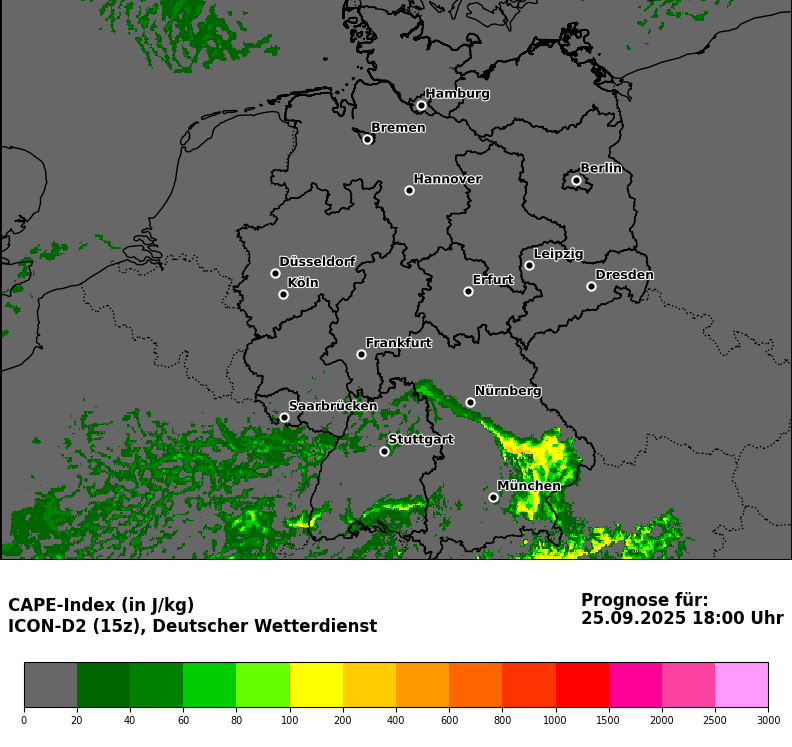 Hamburg
Bremen
Berlin
Hannover
Leipzig
Düsseldorf
Dresden
Erfurt
Köln
Frankfurt
Nürnberg
Saarbrücken
Stuttgart
München
CAPE-Index (in J/kg)
ICON-D2 (15z), Deutscher Wetterdienst
Prognose für:
25.09.2025 18:00 Uhr
0 20 40 60 80 100 200 400 600 800 1000 1500 2000 2500 3000